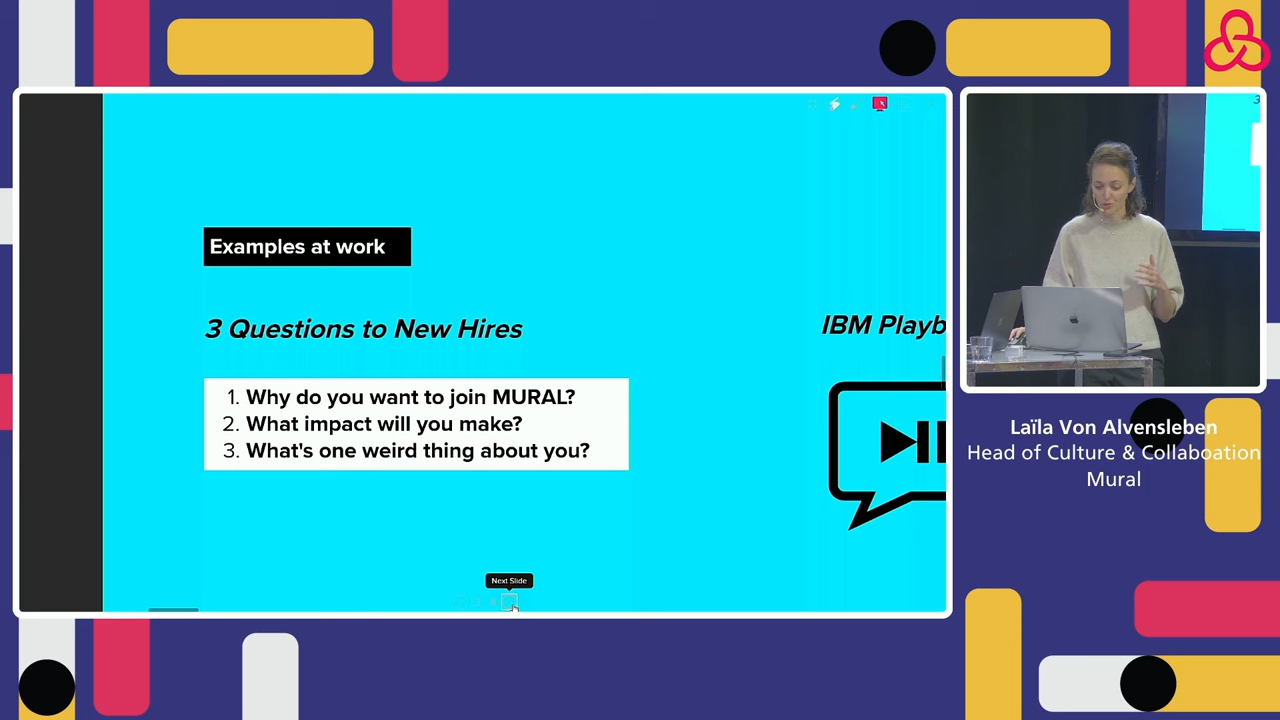 Examples at work
3 Questions to New Hires
1. Why do you want to join MURAL?
2. What impact will you make?
3. What's one weird thing about you?
IBM Playb
Next Slide
3
Laïla Von Alvensleben
Head of Culture & Collaboation
Mural